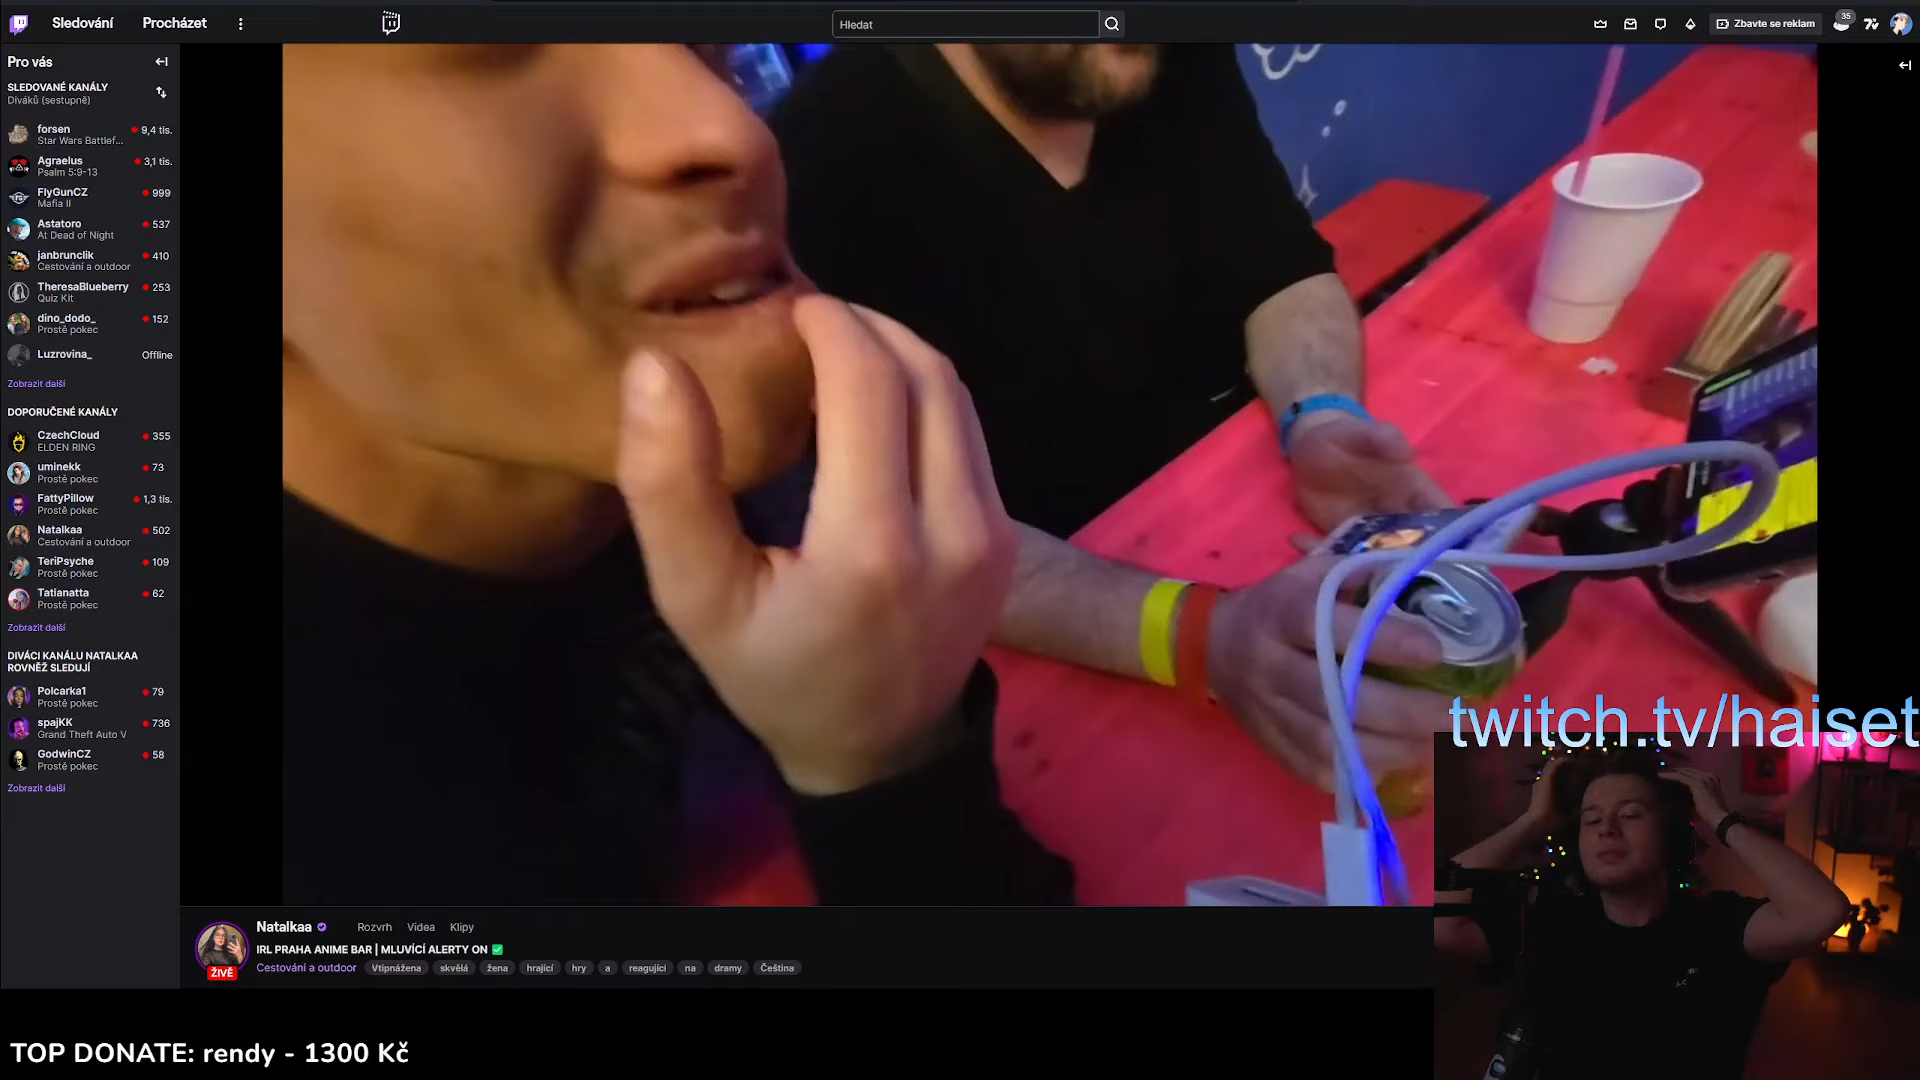 Sledování
Procházet
Hledat
Zbavte se reklam
35
Pro vás
SLEDOVANÉ KANÁLY
Diváků (sestupně)
forsen
9,4 tis.
Star Wars Battlef...
Agraelus
3,1 tis.
Psalm 5:9-13
FlyGunCZ
999
Mafia II
Astatoro
537
At Dead of Night
janbrunclik
410
Cestování a outdoor
TheresaBlueberry
253
Quiz Kit
dino_dodo_
152
Prostě pokec
Luzrovina_
Offline
Zobrazit další
DOPORUČENÉ KANÁLY
CzechCloud
355
ELDEN RING
uminekk
73
Prostě pokec
FattyPillow
1,3 tis.
Prostě pokec
Natalkaa
502
Cestování a outdoor
TeriPsyche
109
Prostě pokec
Tatianatta
62
Prostě pokec
Zobrazit další
DIVÁCI KANÁLU NATALKAA
ROVNĚŽ SLEDUJÍ
Polcarka1
79
Prostě pokec
spajKK
736
Grand Theft Auto V
GodwinCZ
58
Prostě pokec
Zobrazit další
twitch.tv/haiset
Natalkaa
Rozvrh
Videa
Klipy
IRL PRAHA ANIME BAR | MLUVÍCÍ ALERTY ON ✅
ŽIVĚ
Cestování a outdoor
Vtipnážena
skvělá
žena
hrající
hry
a
reagující
na
dramy
Čeština
TOP DONATE: rendy - 1300 Kč